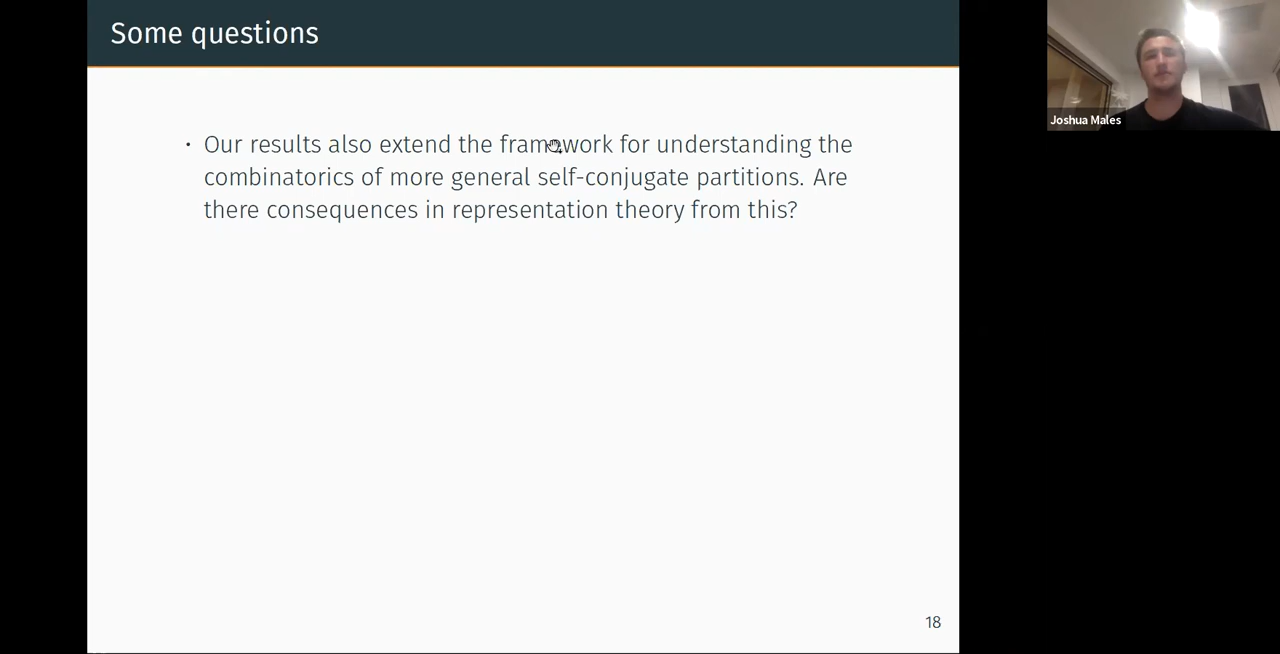 Some questions
• Our results also extend the framework for understanding the
combinatorics of more general self-conjugate partitions. Are
there consequences in representation theory from this?
18
Joshua Males